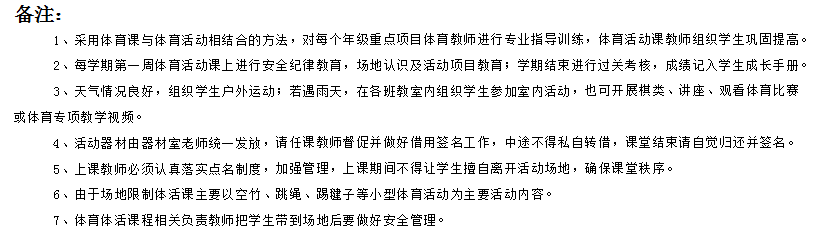 备注：
1、采用体育课与体育活动相结合的方法，对每个年级重点项目体育教师进行专业指导训练，体育活动课教师组织学生巩固提高。
2、每学期第一周体育活动课上进行安全纪律教育，场地认识及活动项目教育；学期结束进行过关考核，成绩记入学生成长手册。
3、天气情况良好，组织学生户外运动；若遇雨天，在各班教室内组织学生参加室内活动，也可开展棋类、讲座、观看体育比赛
或体育专项教学视频。
4、活动器材由器材室老师统一发放，请任课教师督促并做好借用签名工作，中途不得私自转借，课堂结束请自觉归还并签名。
5、上课教师必须认真落实点名制度，加强管理，上课期间不得让学生擅自离开活动场地，确保课堂秩序。
6、由于场地限制体活课主要以空竹、跳绳、踢毽子等小型体育活动为主要活动内容。
7、体育体活课程相关负责教师把学生带到场地后要做好安全管理。